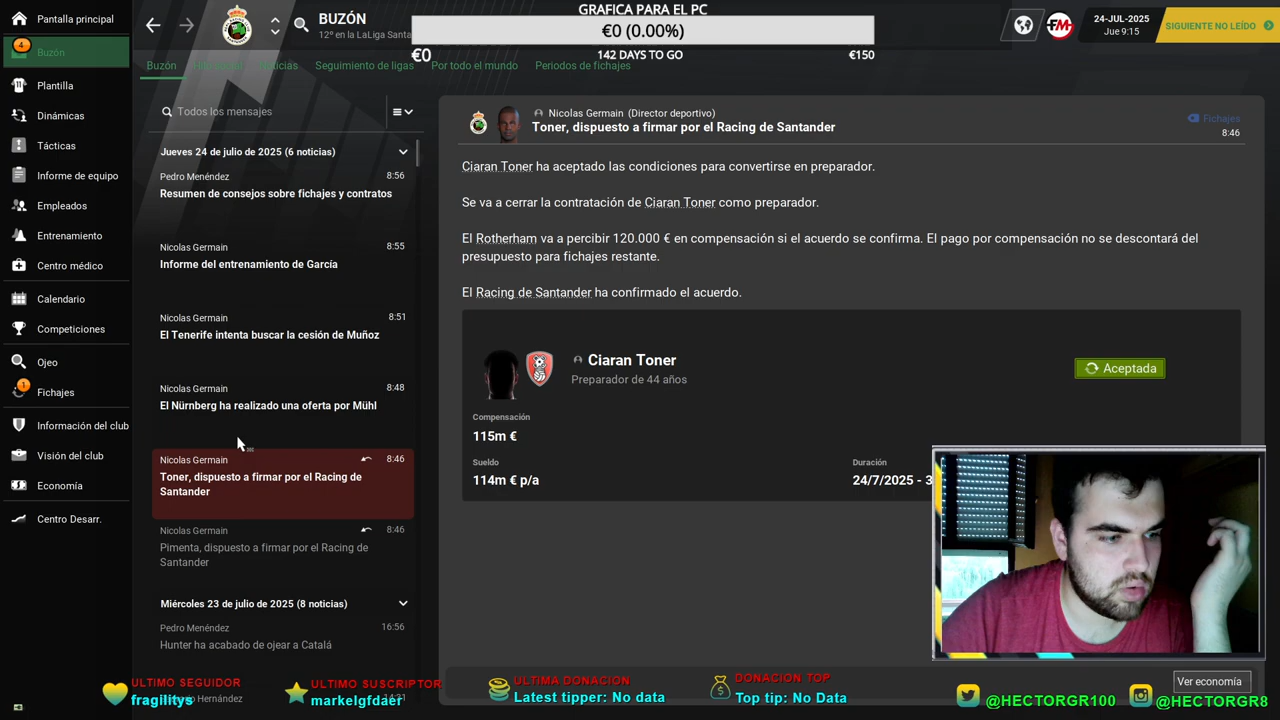 Pantalla principal
4
Buzón
Plantilla
Dinámicas
Tácticas
Informe de equipo
Empleados
Entrenamiento
Centro médico
Calendario
Competiciones
Ojeo
1
Fichajes
Información del club
Visión del club
Economía
Centro Desarr.
BUZÓN
12º en la LaLiga Santa
GRAFICA PARA EL PC
€0 (0.00%)
€0
142 DAYS TO GO
€150
FM
24-JUL-2025
Jue 9:15
SIGUIENTE NO LEÍDO
Buzón
Noticias
Seguimiento de ligas
Por todo el mundo
Periodos de fichajes
Todos los mensajes
Jueves 24 de julio de 2025 (6 noticias)
Pedro Menéndez 8:56
Resumen de consejos sobre fichajes y contratos
Nicolas Germain 8:55
Informe del entrenamiento de García
Nicolas Germain 8:51
El Tenerife intenta buscar la cesión de Muñoz
Nicolas Germain 8:48
El Nürnberg ha realizado una oferta por Mühl
Nicolas Germain 8:46
Toner, dispuesto a firmar por el Racing de
Santander
Nicolas Germain 8:46
Pimenta, dispuesto a firmar por el Racing de
Santander
Miércoles 23 de julio de 2025 (8 noticias)
Pedro Menéndez 16:56
Hunter ha acabado de ojear a Catalá
Hernández
Nicolas Germain (Director deportivo)
Toner, dispuesto a firmar por el Racing de Santander
Fichajes
8:46
Ciaran Toner ha aceptado las condiciones para convertirse en preparador.
Se va a cerrar la contratación de Ciaran Toner como preparador.
El Rotherham va a percibir 120.000 € en compensación si el acuerdo se confirma. El pago por compensación no se descontará del
presupuesto para fichajes restante.
El Racing de Santander ha confirmado el acuerdo.
Ciaran Toner
Preparador de 44 años
Aceptada
Compensación
115m €
Sueldo
114m € p/a
Duración
24/7/2025 - 3
Ver economía
ULTIMO SEGUIDOR
fragilitys
ULTIMO SUSCRIPTOR
markelgfdaer
ULTIMA DONACION
Latest tipper: No data
DONACION TOP
Top tip: No Data
@HECTORGR100
@HECTORGR8